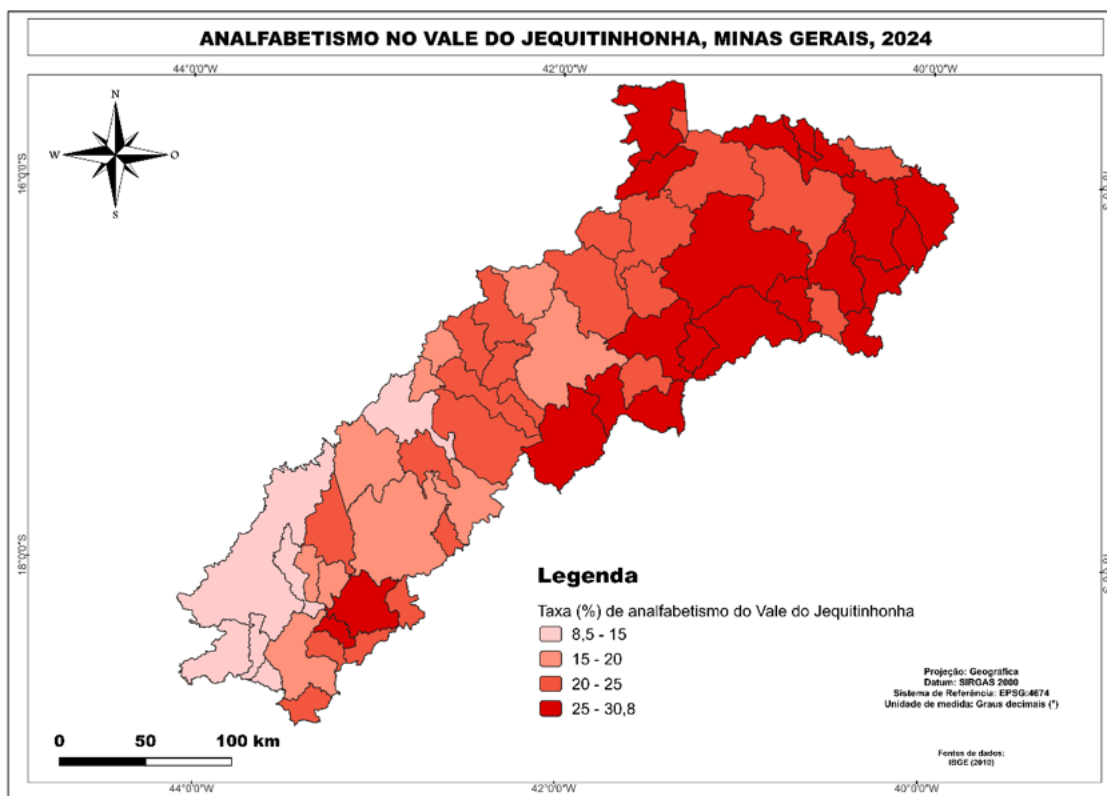 ANALFABETISMO NO VALE DO JEQUITINHONHA, MINAS GERAIS, 2024
44°0'0"W 42°0'0"W 40°0'0"W
N
W O
S
16°0'0"S
18°0'0"S
Legenda
Taxa (%) de analfabetismo do Vale do Jequitinhonha
8,5 - 15
15 - 20
20 - 25
25 - 30,8
Projeção: Geográfica
Datum: SIRGAS 2000
Sistema de Referência: EPSG:4674
Unidade de medida: Graus decimais (°)
0 50 100 km
Fontes de dados:
IBGE (2010)
44°0'0"W 42°0'0"W 40°0'0"W